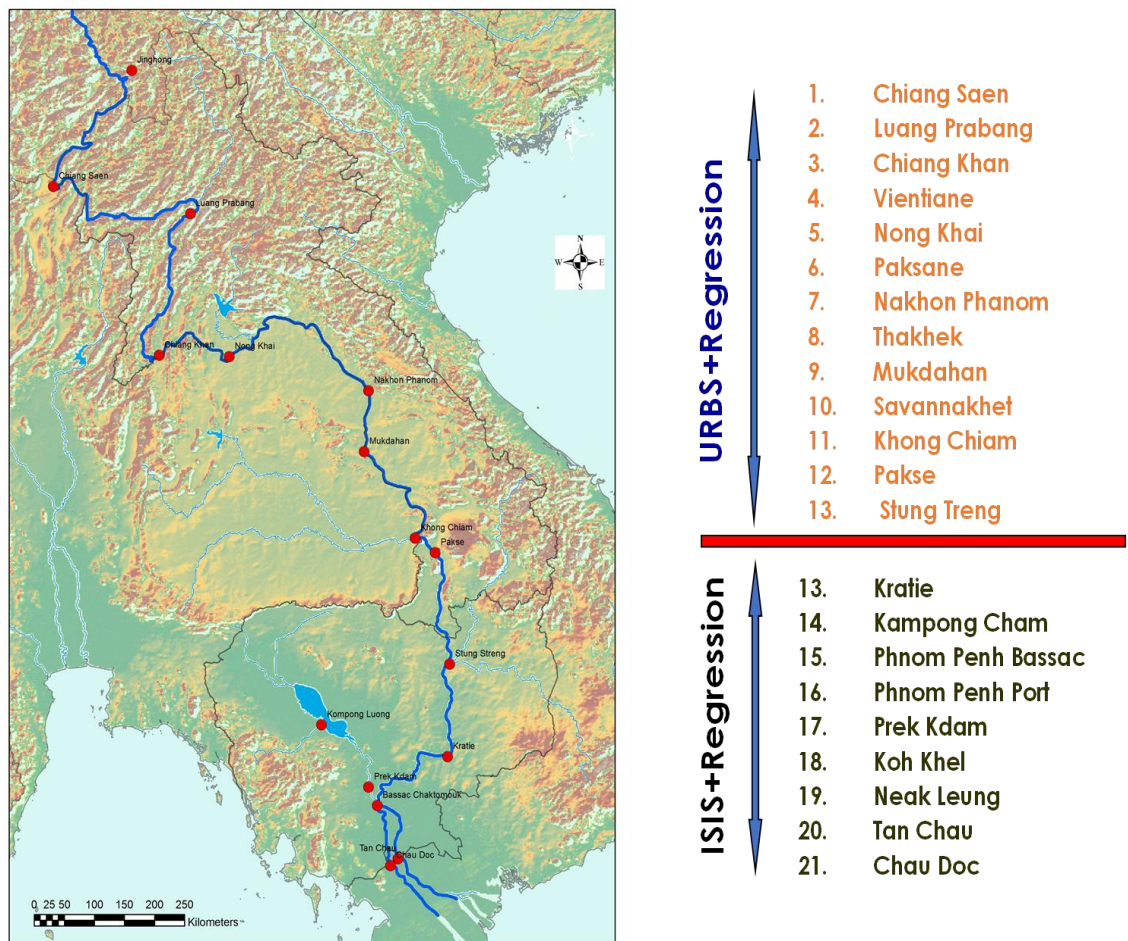 Jinghong
Chiang Saen
Luang Prabang
N
W E
S
Chiang Khan
Nong Khai
Nakhon Phanom
Mukdahan
Khong Chiam
Pakse
Stung Streng
Kompong Luong
Kratie
Prek Kdam
Bassac Chaktomouk
Tan Chau
Chau Doc
0 25 50 100 150 200 250
Kilometers
URBS+Regression
1. Chiang Saen
2. Luang Prabang
3. Chiang Khan
4. Vientiane
5. Nong Khai
6. Paksane
7. Nakhon Phanom
8. Thakhek
9. Mukdahan
10. Savannakhet
11. Khong Chiam
12. Pakse
13. Stung Treng
ISIS+Regression
13. Kratie
14. Kampong Cham
15. Phnom Penh Bassac
16. Phnom Penh Port
17. Prek Kdam
18. Koh Khel
19. Neak Leung
20. Tan Chau
21. Chau Doc